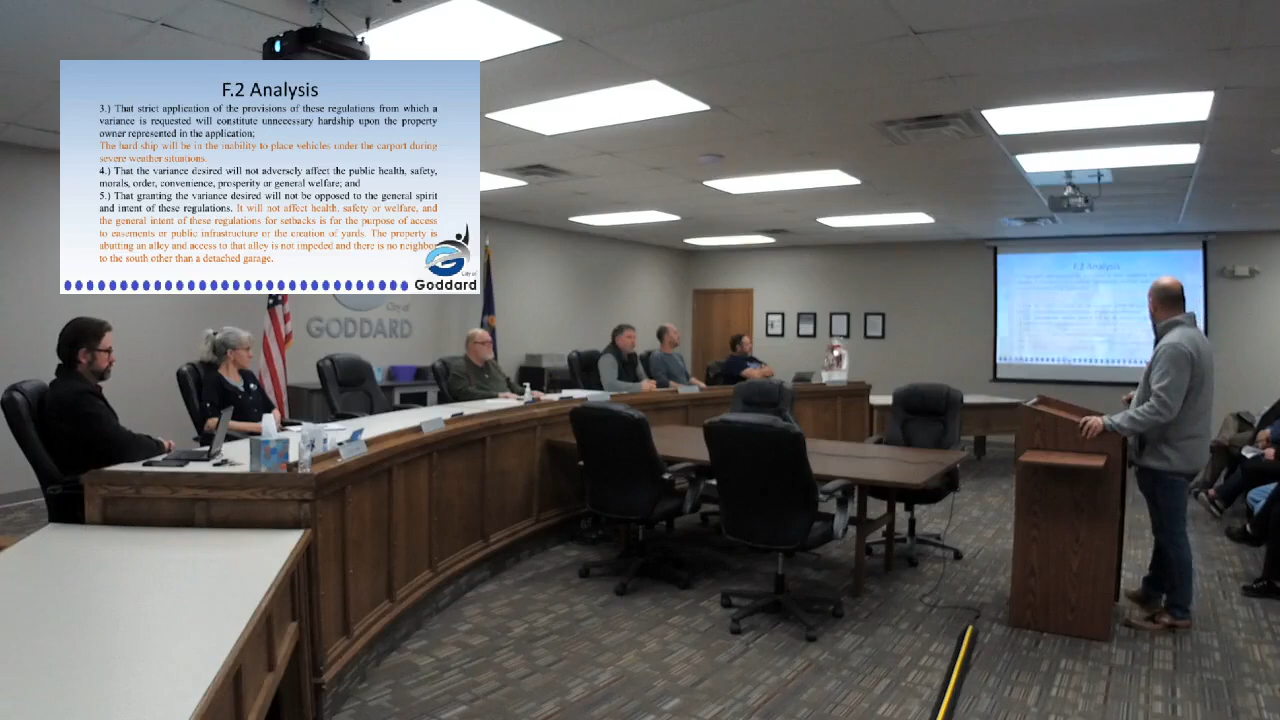 F.2 Analysis
3.) That strict application of the provisions of these regulations from which a
variance is requested will constitute unnecessary hardship upon the property
owner represented in the application;
The hard ship will be in the inability to place vehicles under the carport during
severe weather situations.
4.) That the variance desired will not adversely affect the public health, safety,
morals, order, convenience, prosperity or general welfare; and
5.) That granting the variance desired will not be opposed to the general spirit
and intent of these regulations. It will not affect health, safety or welfare, and
the general intent of these regulations for setbacks is for the purpose of access
to easements or public infrastructure or the creation of yards. The property is
abutting an alley and access to that alley is not impeded and there is no neighbor
to the south other than a detached garage.
City of
Goddard
City of
GODDARD
F.2 Analysis